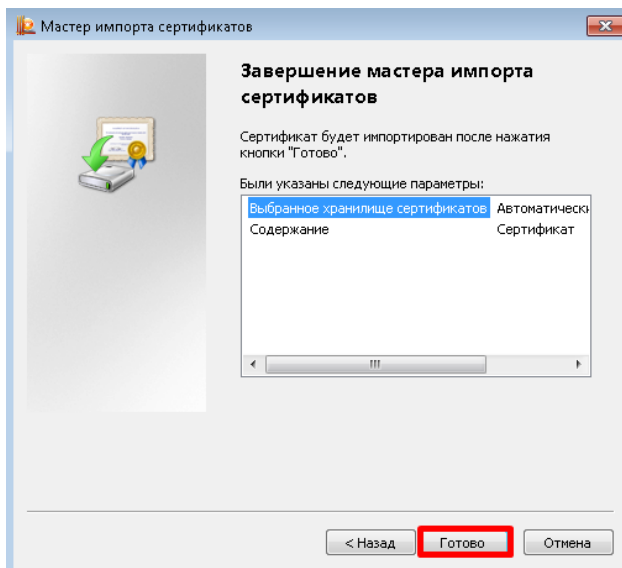 Мастер импорта сертификатов
Завершение мастера импорта
сертификатов
Сертификат будет импортирован после нажатия
кнопки "Готово".
Были указаны следующие параметры:
Выбранное хранилище сертификатов Автоматически
Содержание Сертификат
< Назад Готово Отмена